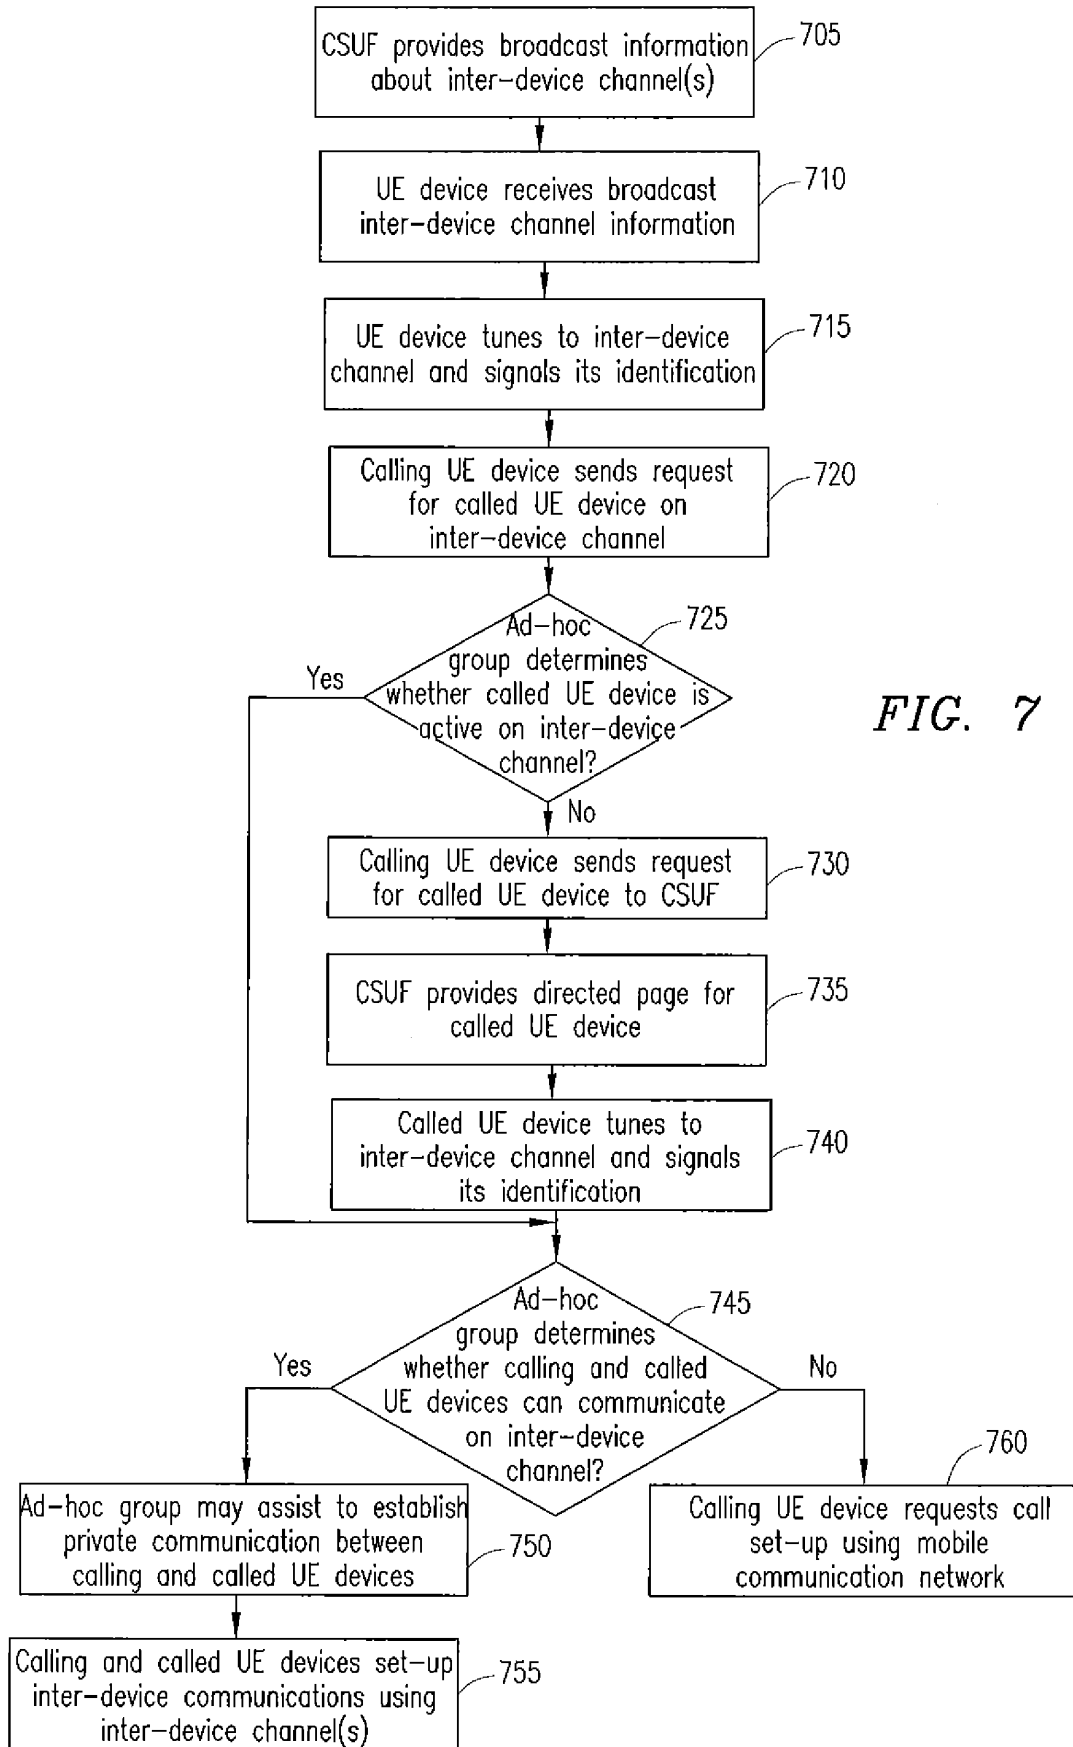 CSUF provides broadcast information
about inter-device channel(s)
705
UE device receives broadcast
inter-device channel information
710
UE device tunes to inter-device
channel and signals its identification
715
Calling UE device sends request
for called UE device on
inter-device channel
720
Ad-hoc
group determines
whether called UE device is
active on inter-device
channel?
725
Yes
No
FIG. 7
Calling UE device sends request
for called UE device to CSUF
730
CSUF provides directed page for
called UE device
735
Called UE device tunes to
inter-device channel and signals
its identification
740
Ad-hoc
group determines
whether calling and called
UE devices can communicate
on inter-device
channel?
745
Yes
No
Ad-hoc group may assist to establish
private communication between
calling and called UE devices
750
760
Calling UE device requests call
set-up using mobile
communication network
Calling and called UE devices set-up
inter-device communications using
inter-device channel(s)
755